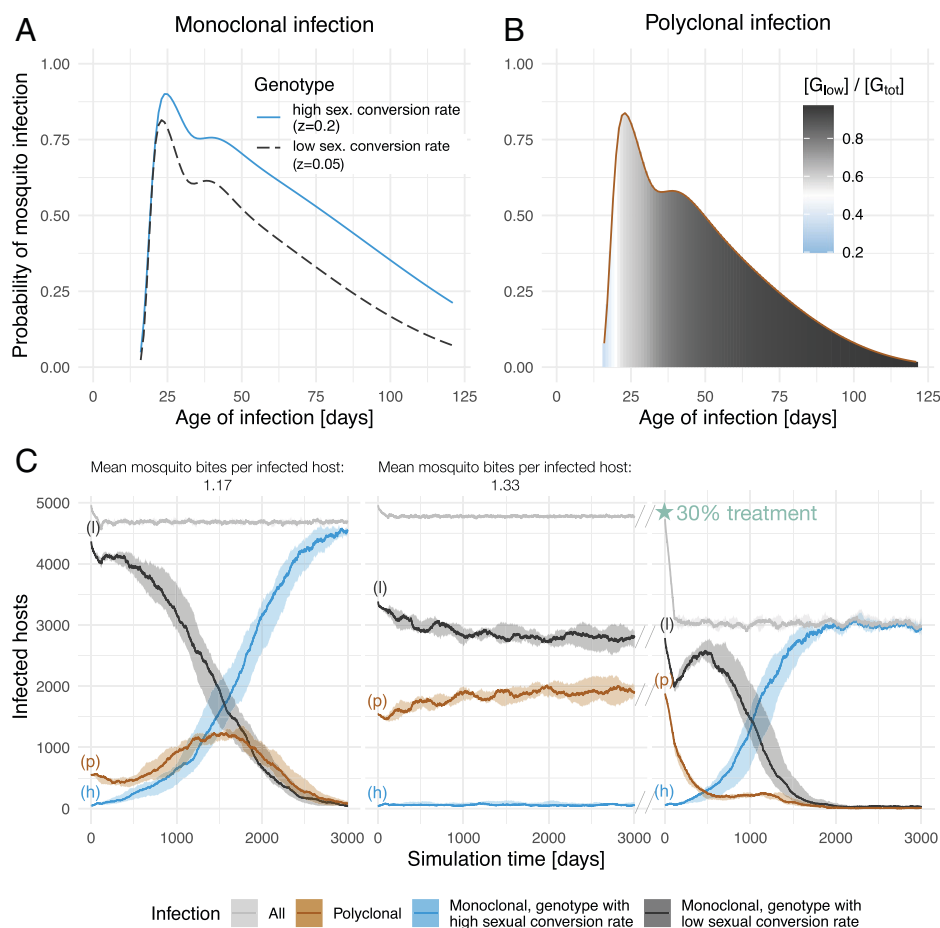 A
Monoclonal infection
Probability of mosquito infection
1.00
0.75
0.50
0.25
0.00
Genotype
high sex. conversion rate
(z=0.2)
low sex. conversion rate
(z=0.05)
0 25 50 75 100 125
Age of infection [days]
B
Polyclonal infection
1.00
0.75
0.50
0.25
0.00
[Glow] / [Gtot]
0.8
0.6
0.4
0.2
0 25 50 75 100 125
Age of infection [days]
C
Mean mosquito bites per infected host:
1.17
Mean mosquito bites per infected host:
1.33
30% treatment
Infected hosts
5000
4000
3000
2000
1000
0
(l)
(p)
(h)
(l)
(p)
(h)
(l)
(p)
(h)
0 1000 2000 3000
0 1000 2000 3000
0 1000 2000 3000
Simulation time [days]
Infection
All
Polyclonal
Monoclonal, genotype with
high sexual conversion rate
Monoclonal, genotype with
low sexual conversion rate